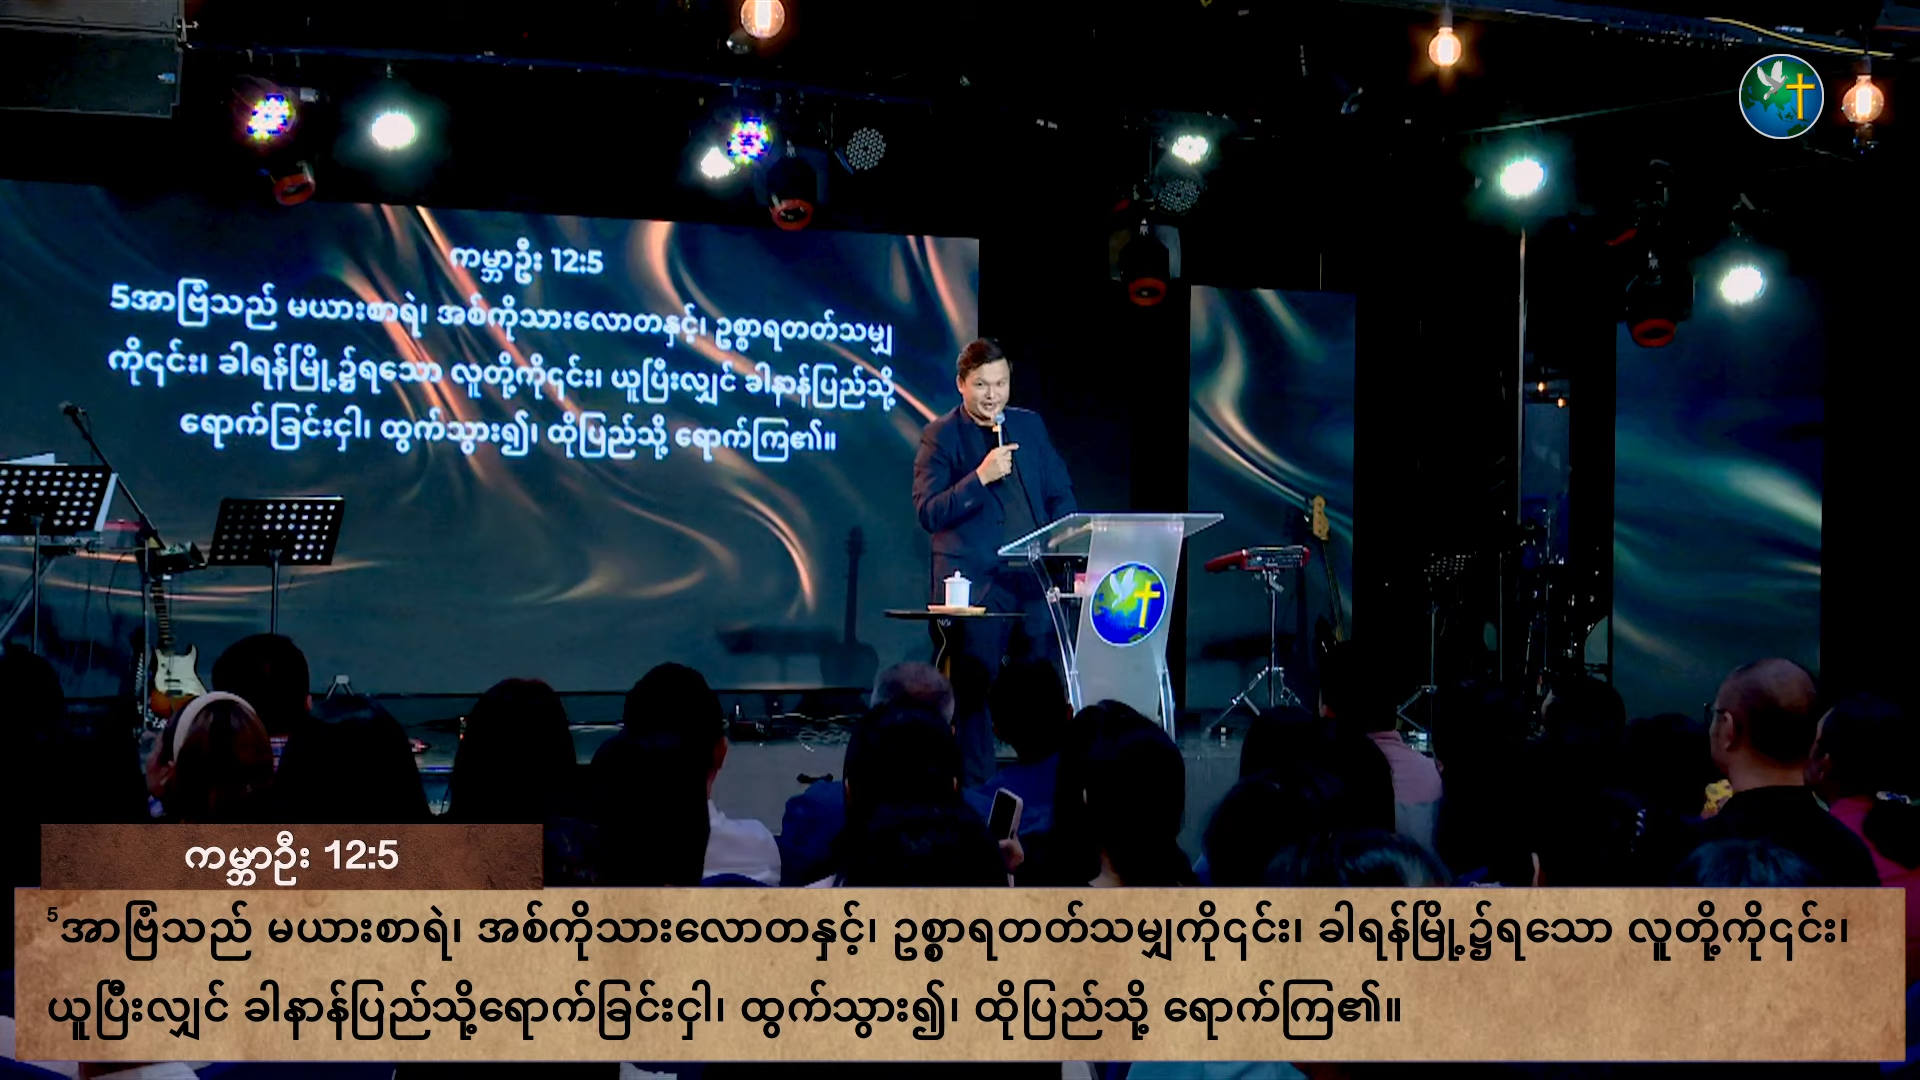 ကမ္ဘာဦး 12:5
5အာဗြံသည် မယားစာရဲ၊ အစ်ကိုသားလောတနှင့်၊ ဥစ္စာရတတ်သမျှ
ကို၎င်း၊ ခါရန်မြို့၌ရသော လူတို့ကို၎င်း၊ ယူပြီးလျှင် ခါနာန်ပြည်သို့
ရောက်ခြင်းငှါ၊ ထွက်သွား၍၊ ထိုပြည်သို့ ရောက်ကြ၏။
ကမ္ဘာဦး 12:5
5အာဗြံသည် မယားစာရဲ၊ အစ်ကိုသားလောတနှင့်၊ ဥစ္စာရတတ်သမျှကို၎င်း၊ ခါရန်မြို့၌ရသော လူတို့ကို၎င်း၊
ယူပြီးလျှင် ခါနာန်ပြည်သို့ရောက်ခြင်းငှါ၊ ထွက်သွား၍၊ ထိုပြည်သို့ ရောက်ကြ၏။